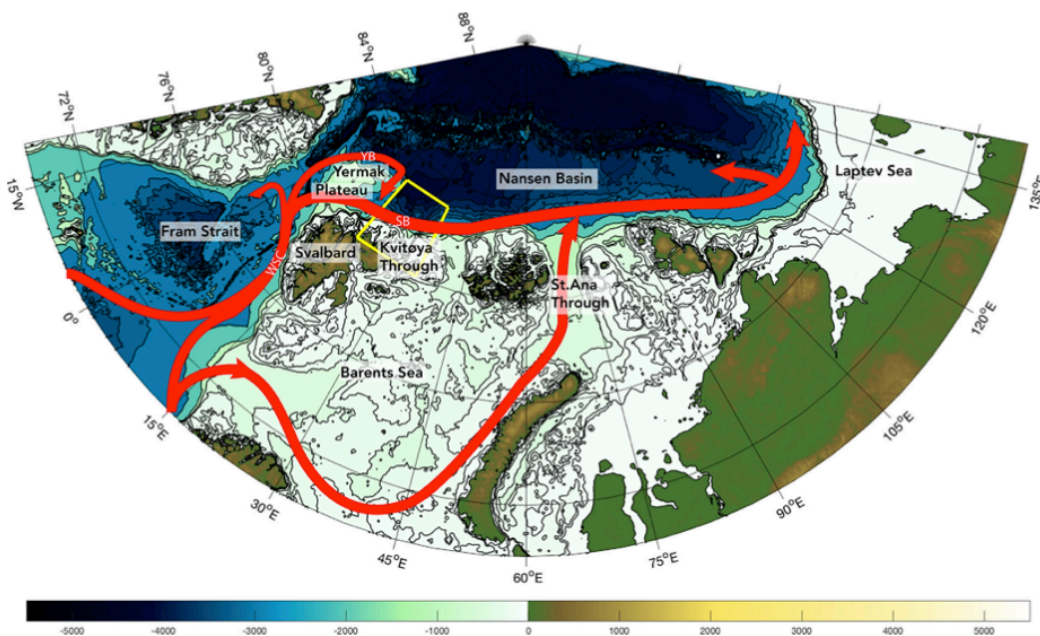 88°N
84°N
80°N
76°N
72°N
15°W
0°
15°E
30°E
45°E
60°E
75°E
90°E
105°E
120°E
135°E
YB
Yermak
Plateau
Nansen Basin
Laptev Sea
Fram Strait
SB
Svalbard
Kvitøya
Through
WSC
St.Ana
Through
Barents Sea
-5000 -4000 -3000 -2000 -1000 0 1000 2000 3000 4000 5000